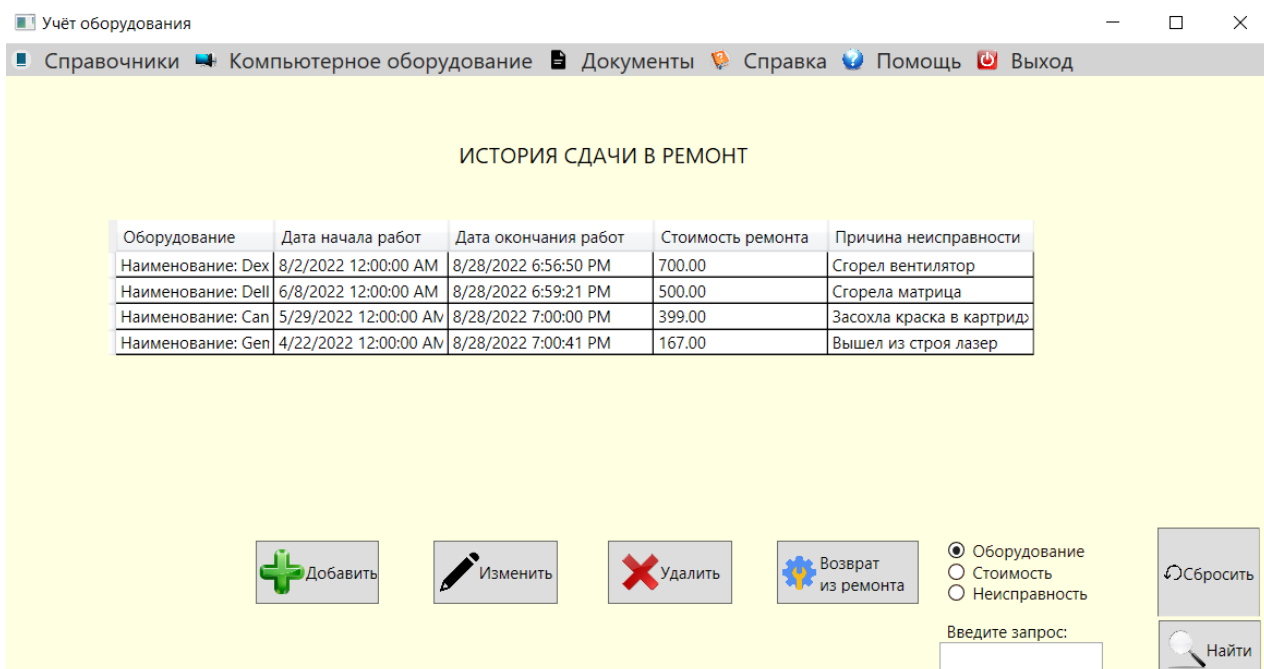 Учёт оборудования
Справочники Компьютерное оборудование Документы Справка Помощь Выход
ИСТОРИЯ СДАЧИ В РЕМОНТ
Оборудование Дата начала работ Дата окончания работ Стоимость ремонта Причина неисправности
Наименование: Dex 8/2/2022 12:00:00 AM 8/28/2022 6:56:50 PM 700.00 Сгорел вентилятор
Наименование: Dell 6/8/2022 12:00:00 AM 8/28/2022 6:59:21 PM 500.00 Сгорела матрица
Наименование: Can 5/29/2022 12:00:00 AM 8/28/2022 7:00:00 PM 399.00 Засохла краска в картридж
Наименование: Gen 4/22/2022 12:00:00 AM 8/28/2022 7:00:41 PM 167.00 Вышел из строя лазер
Добавить
Изменить
Удалить
Возврат
из ремонта
Оборудование
Стоимость
Неисправность
Сбросить
Введите запрос:
Найти